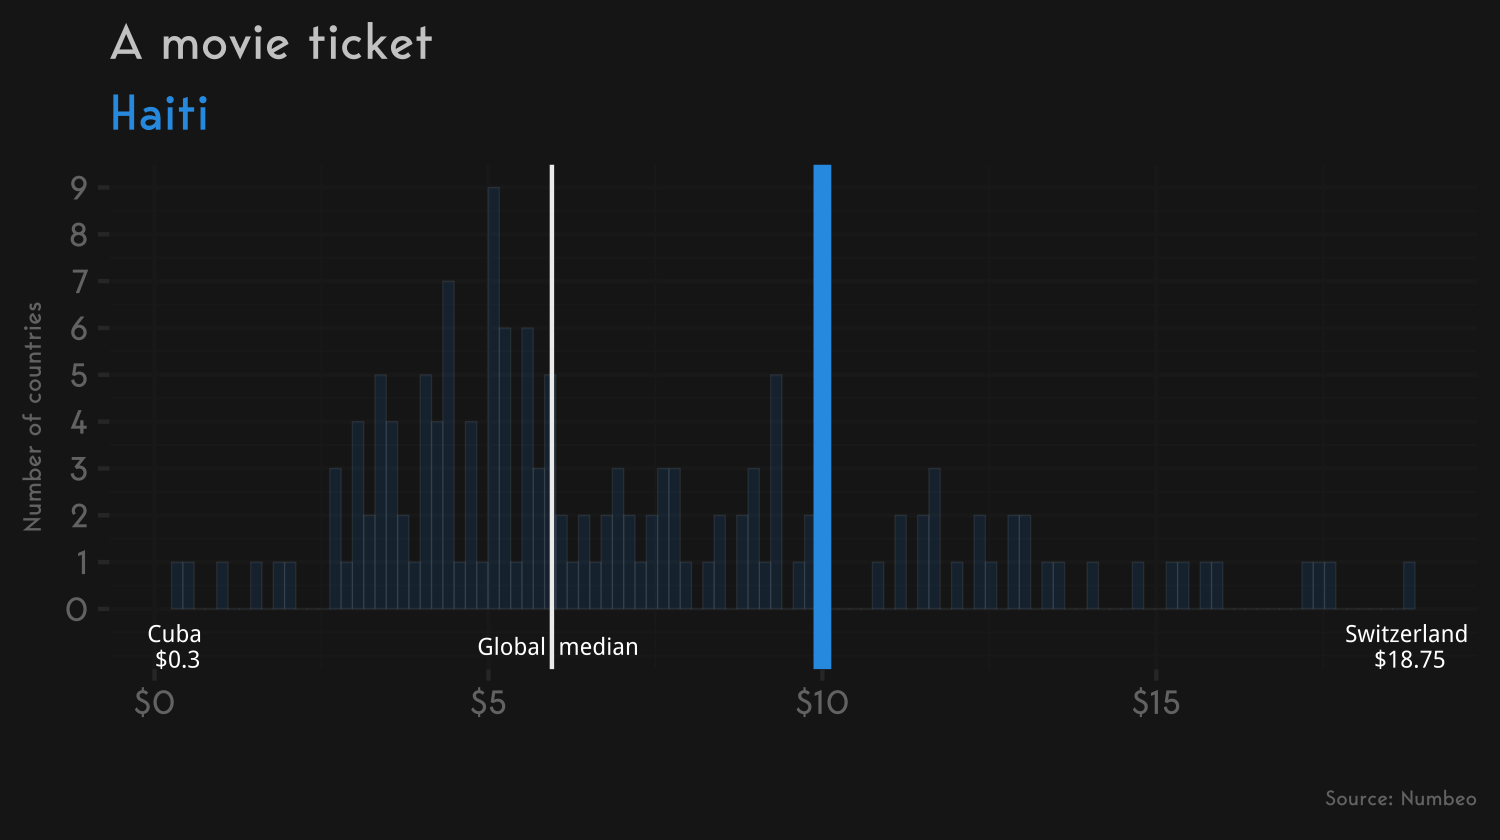 A movie ticket
Haiti
Number of countries
9
8
7
6
5
4
3
2
1
0
Cuba
$0.3
Global median
Switzerland
$18.75
$0 $5 $10 $15
Source: Numbeo